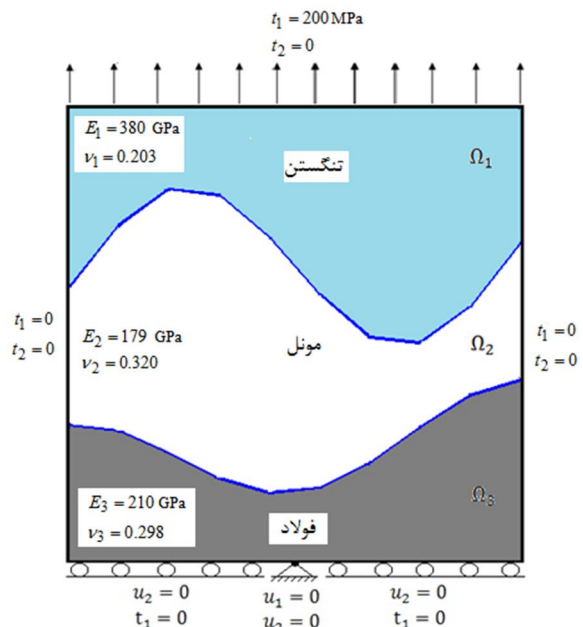 t₁ = 200 MPa
t₂ = 0
E₁ = 380 GPa
ν₁ = 0.203
تنگستن
Ω₁
t₁ = 0
t₂ = 0
E₂ = 179 GPa
ν₂ = 0.320
مونل
Ω₂
t₁ = 0
t₂ = 0
E₃ = 210 GPa
ν₃ = 0.298
فولاد
Ω₃
u₂ = 0
t₁ = 0
u₁ = 0
u₂ = 0
u₂ = 0
t₁ = 0